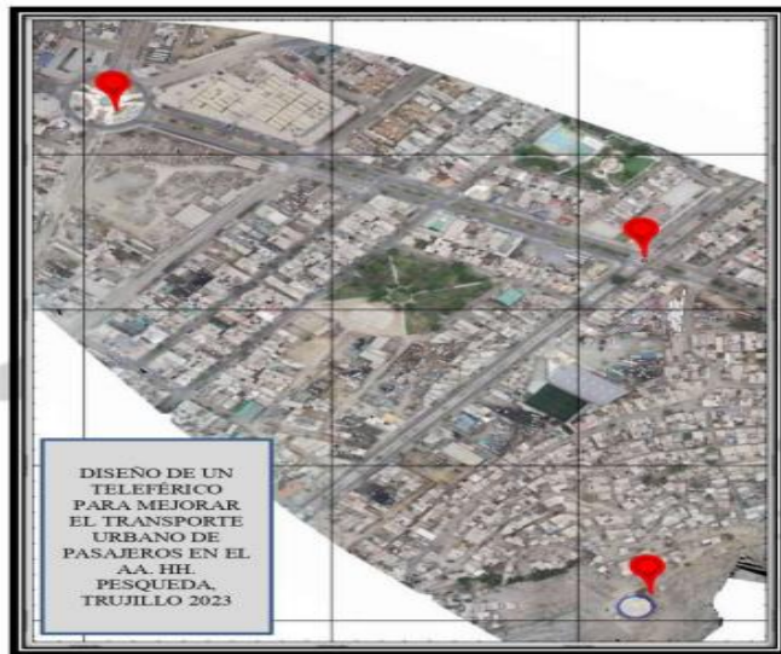 DISEÑO DE UN
TELEFÉRICO
PARA MEJORAR
EL TRANSPORTE
URBANO DE
PASAJEROS EN EL
AA. HH.
PESQUEDA,
TRUJILLO 2023